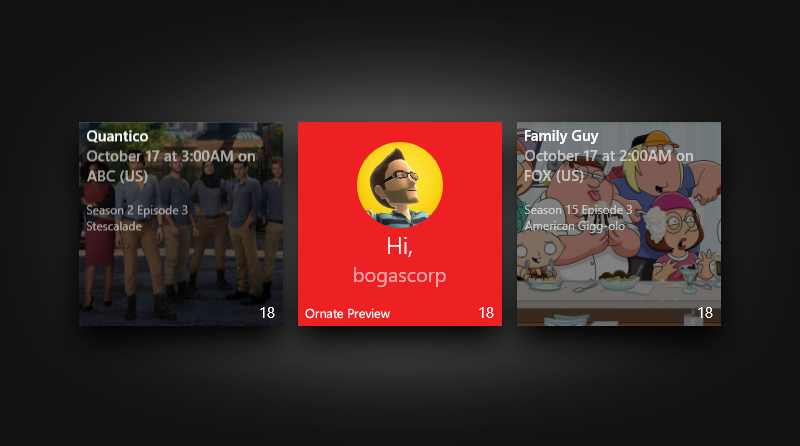 Quantico
October 17 at 3:00AM on
ABC (US)
Season 2 Episode 3
Stescalade
18
Hi,
bogascorp
Ornate Preview
18
Family Guy
October 17 at 2:00AM on
FOX (US)
Season 15 Episode 3
American Gigg-olo
18